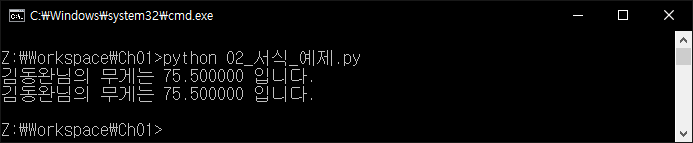 C:₩Windows₩system32₩cmd.exe
Z:₩Workspace₩Ch01>python 02_서식_예제.py
김동완님의 무게는 75.500000 입니다.
김동완님의 무게는 75.500000 입니다.
Z:₩Workspace₩Ch01>